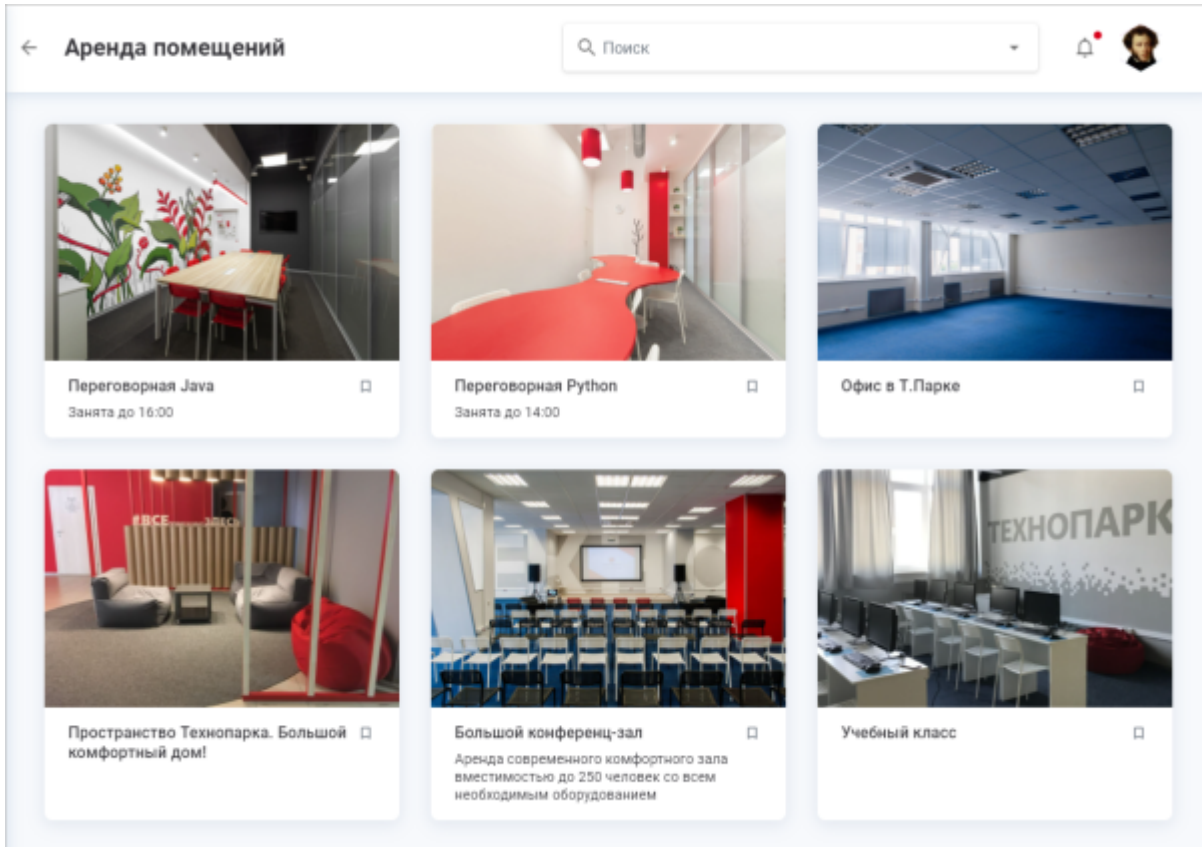 Аренда помещений
Поиск
Переговорная Java
Занята до 16:00
Переговорная Python
Занята до 14:00
Офис в Т.Парке
#ВСЕ ЗДЕСЬ
ТЕХНОПАРК
Пространство Технопарка. Большой
комфортный дом!
Большой конференц-зал
Аренда современного комфортного зала
вместимостью до 250 человек со всем
необходимым оборудованием
Учебный класс